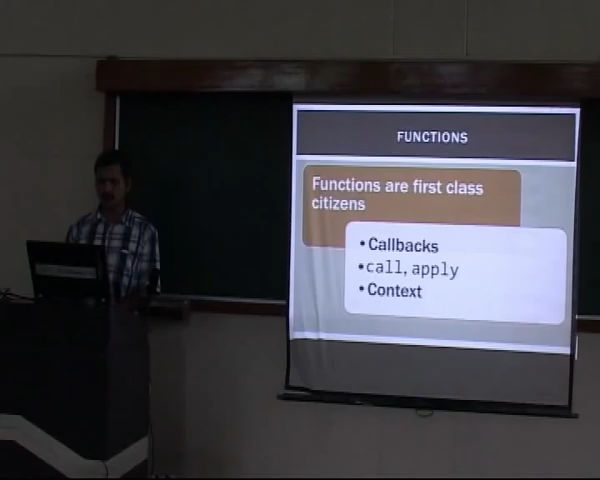 FUNCTIONS
Functions are first class
citizens
• Callbacks
• call, apply
• Context